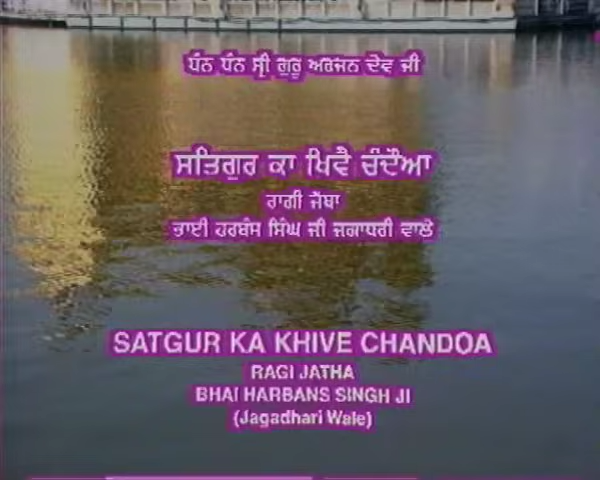 ਧੰਨ ਧੰਨ ਸ੍ਰੀ ਗੁਰੂ ਅਰਜਨ ਦੇਵ ਜੀ
ਸਤਿਗੁਰ ਕਾ ਖਿਵੈ ਚੰਦੌਆ
ਰਾਗੀ ਜੱਥਾ
ਭਾਈ ਹਰਬੰਸ ਸਿੰਘ ਜੀ ਜਗਾਧਰੀ ਵਾਲੇ
SATGUR KA KHIVE CHANDOA
RAGI JATHA
BHAI HARBANS SINGH JI
(Jagadhari Wale)